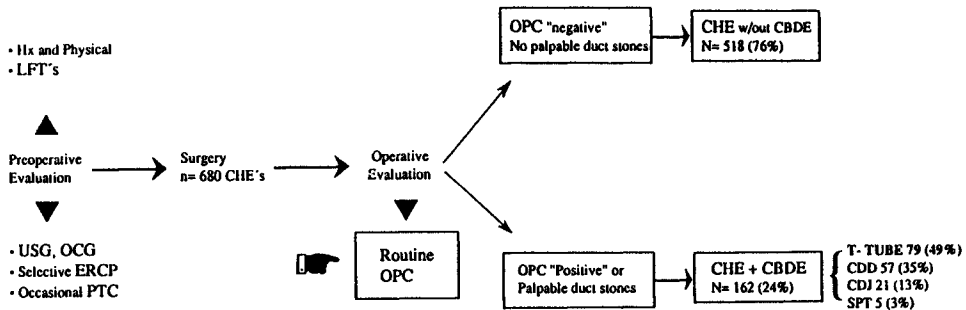 • Hx and Physical
• LFT´s
Preoperative
Evaluation
• USG, OCG
• Selective ERCP
• Occasional PTC
Surgery
n= 680 CHE´s
Operative
Evaluation
Routine
OPC
OPC "negative"
No palpable duct stones
CHE w/out CBDE
N= 518 (76%)
OPC "Positive" or
Palpable duct stones
CHE + CBDE
N= 162 (24%)
T- TUBE 79 (49%)
CDD 57 (35%)
CDJ 21 (13%)
SPT 5 (3%)